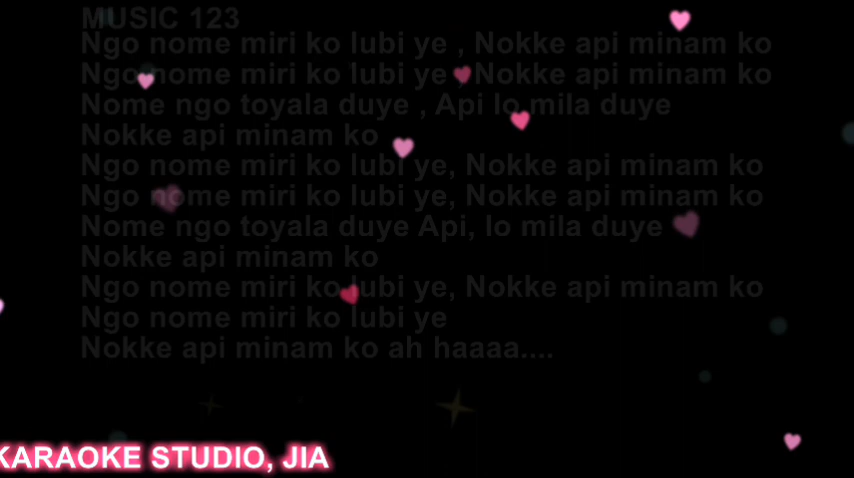 MUSIC 123
Ngo nome miri ko lubi ye , Nokke api minam ko
Ngo nome miri ko lubi ye , Nokke api minam ko
Nome ngo toyala duye , Api lo mila duye
Nokke api minam ko
Ngo nome miri ko lubi ye, Nokke api minam ko
Ngo nome miri ko lubi ye, Nokke api minam ko
Nome ngo toyala duye Api, lo mila duye
Nokke api minam ko
Ngo nome miri ko lubi ye, Nokke api minam ko
Ngo nome miri ko lubi ye
Nokke api minam ko ah haaaa....
KARAOKE STUDIO, JIA